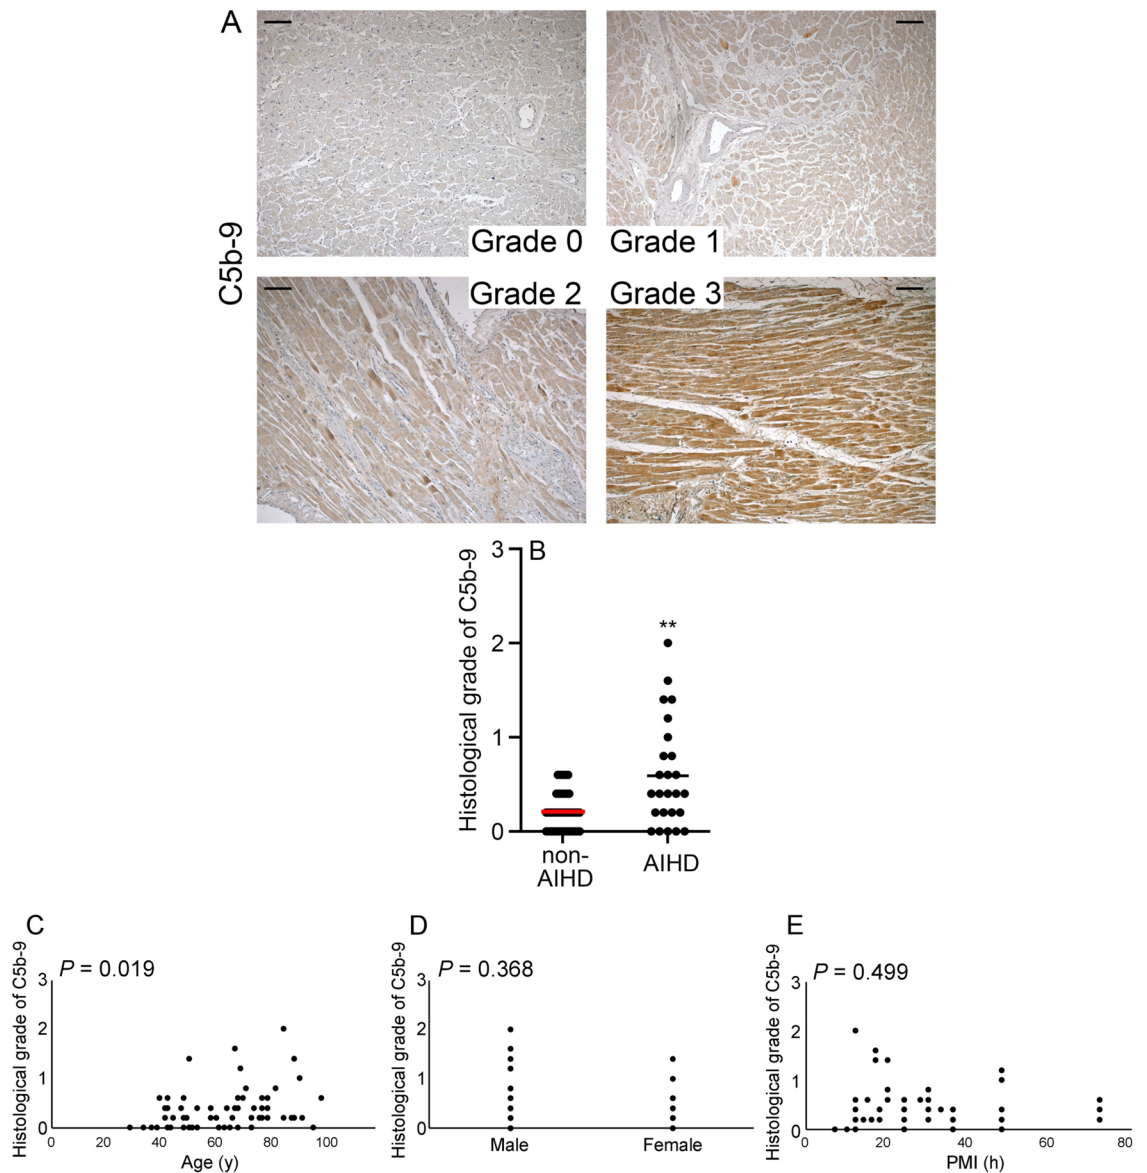 A
C5b-9
Grade 0
Grade 1
Grade 2
Grade 3
B
Histological grade of C5b-9
3
2
1
0
**
non-
AIHD
AIHD
C
Histological grade of C5b-9
P = 0.019
3
2
1
0
0
20
40
60
80
100
Age (y)
D
Histological grade of C5b-9
P = 0.368
3
2
1
0
Male
Female
E
Histological grade of C5b-9
P = 0.499
3
2
1
0
0
20
40
60
80
PMI (h)